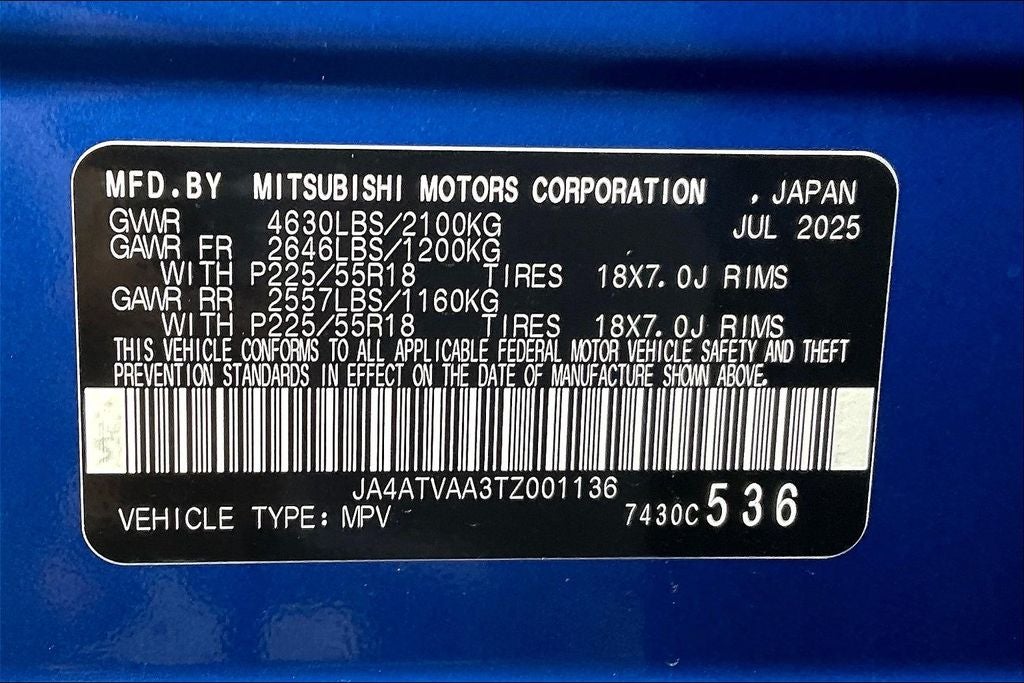 MFD.BY MITSUBISHI MOTORS CORPORATION , JAPAN
GVWR 4630LBS/2100KG JUL 2025
GAWR FR 2646LBS/1200KG
WITH P225/55R18 TIRES 18X7.0J RIMS
GAWR RR 2557LBS/1160KG
WITH P225/55R18 TIRES 18X7.0J RIMS
THIS VEHICLE CONFORMS TO ALL APPLICABLE FEDERAL MOTOR VEHICLE SAFETY AND THEFT
PREVENTION STANDARDS IN EFFECT ON THE DATE OF MANUFACTURE SHOWN ABOVE.
JA4ATVAA3TZ001136
VEHICLE TYPE: MPV 7430C 536